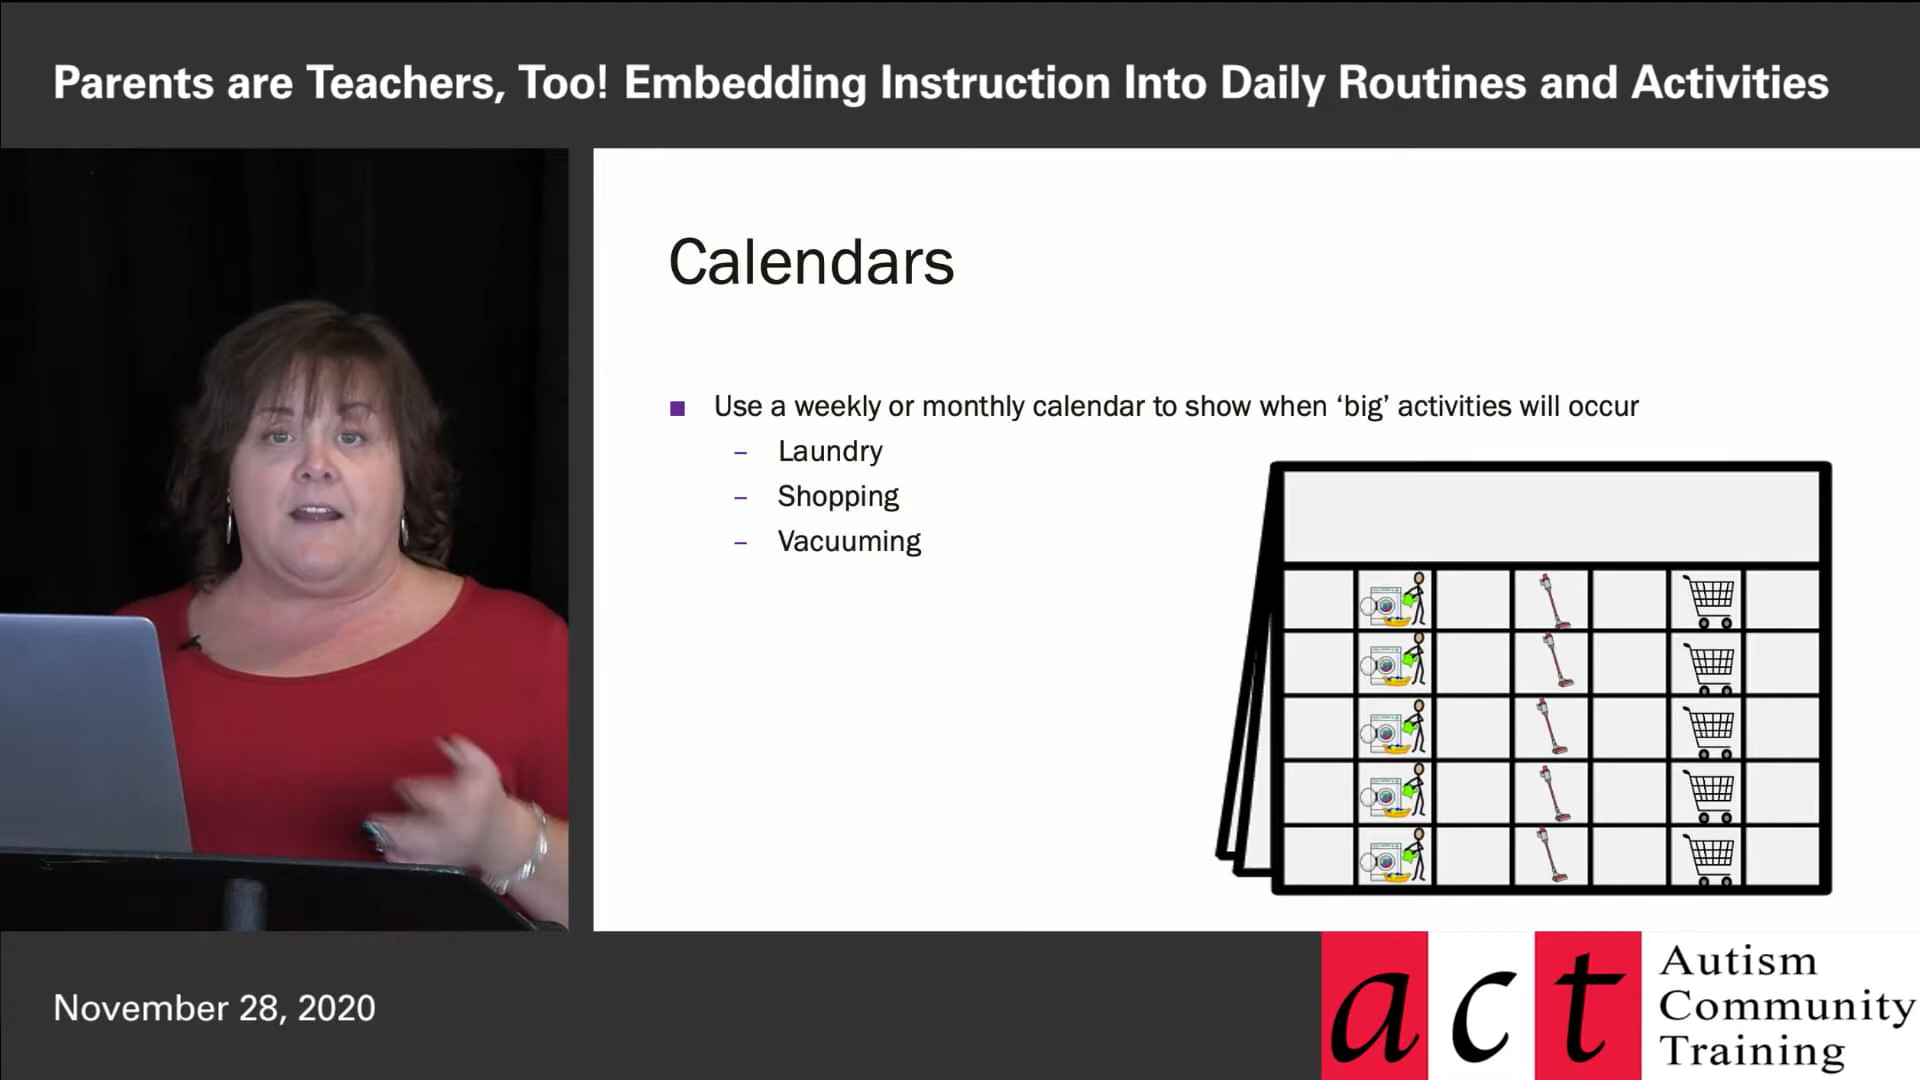 Parents are Teachers, Too! Embedding Instruction Into Daily Routines and Activities
Calendars
Use a weekly or monthly calendar to show when ‘big’ activities will occur
– Laundry
– Shopping
– Vacuuming
November 28, 2020
act
Autism
Community
Training